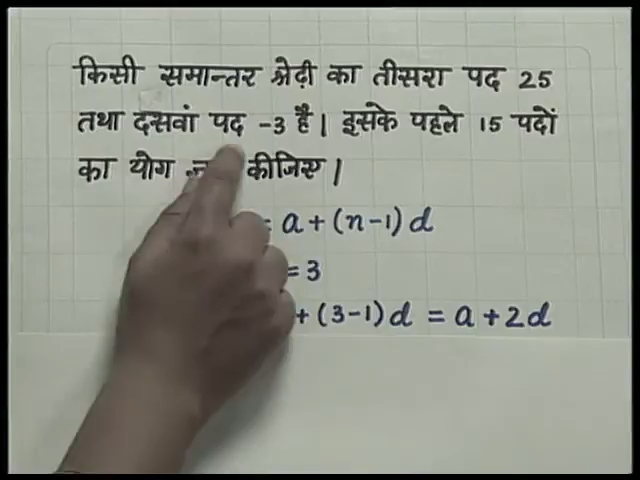 किसी समान्तर श्रेढ़ी का तीसरा पद 25
तथा दसवां पद -3 है। इसके पहले 15 पदों
का योग कीजिए।
= a + (n-1) d
= 3
+ (3-1) d = a + 2d